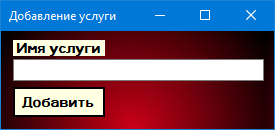 Добавление услуги
Имя услуги
Добавить